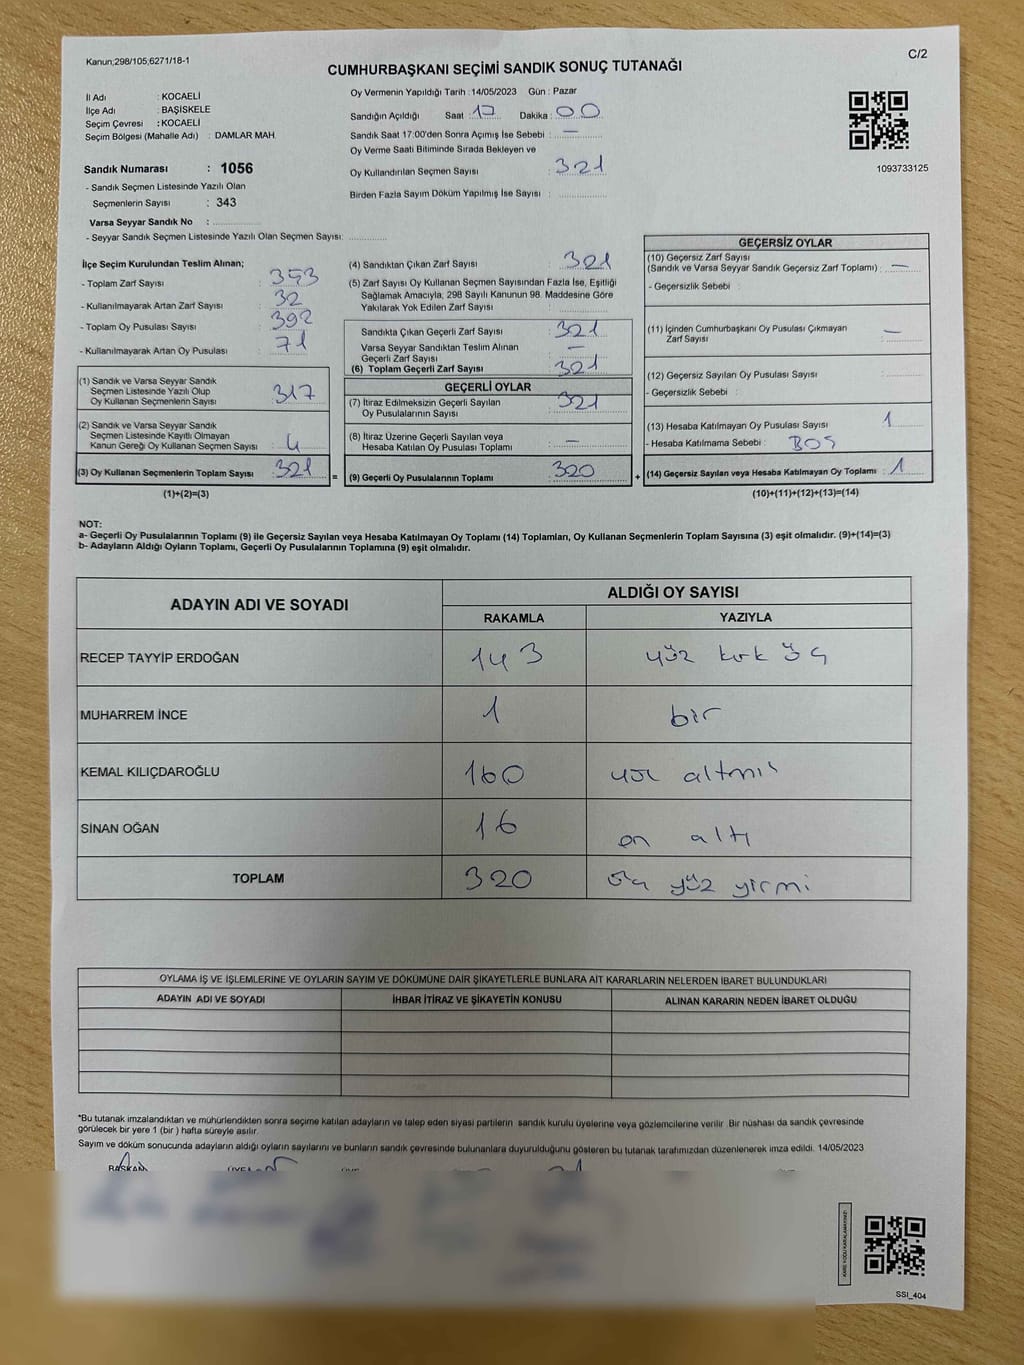 Kanun;298/105,6271/18-1
C/2
CUMHURBAŞKANI SEÇİMİ SANDIK SONUÇ TUTANAĞI
İl Adı : KOCAELİ
İlçe Adı : BAŞİSKELE
Seçim Çevresi : KOCAELİ
Seçim Bölgesi (Mahalle Adı) : DAMLAR MAH.
Sandık Numarası : 1056
- Sandık Seçmen Listesinde Yazılı Olan
Seçmenlerin Sayısı : 343
Varsa Seyyar Sandık No :
- Seyyar Sandık Seçmen Listesinde Yazılı Olan Seçmen Sayısı:
Oy Vermenin Yapıldığı Tarih :14/05/2023 Gün : Pazar
Sandığın Açıldığı Saat :17 Dakika : 00
Sandık Saat 17:00'den Sonra Açımış İse Sebebi : —
Oy Verme Saati Bitiminde Sırada Bekleyen ve
Oy Kullandırılan Seçmen Sayısı : 321
Birden Fazla Sayım Döküm Yapılmış İse Sayısı :
1093733125
İlçe Seçim Kurulundan Teslim Alınan;
- Toplam Zarf Sayısı : 353
- Kullanılmayarak Artan Zarf Sayısı : 32
- Toplam Oy Pusulası Sayısı : 392
- Kullanılmayarak Artan Oy Pusulası : 71
(1) Sandık ve Varsa Seyyar Sandık
Seçmen Listesinde Yazılı Olup
Oy Kullanan Seçmenlerin Sayısı : 317
(2) Sandık ve Varsa Seyyar Sandık
Seçmen Listesinde Kayıtlı Olmayan
Kanun Gereği Oy Kullanan Seçmen Sayısı : 4
(3) Oy Kullanan Seçmenlerin Toplam Sayısı : 321
(1)+(2)=(3)
=
(4) Sandıktan Çıkan Zarf Sayısı : 321
(5) Zarf Sayısı Oy Kullanan Seçmen Sayısından Fazla İse, Eşitliği
Sağlamak Amacıyla, 298 Sayılı Kanunun 98. Maddesine Göre
Yakılarak Yok Edilen Zarf Sayısı :
Sandıkta Çıkan Geçerli Zarf Sayısı : 321
Varsa Seyyar Sandıktan Teslim Alınan
Geçerli Zarf Sayısı : —
(6) Toplam Geçerli Zarf Sayısı : 321
GEÇERLİ OYLAR
(7) İtiraz Edilmeksizin Geçerli Sayılan
Oy Pusulalarının Sayısı : 321
(8) İtiraz Üzerine Geçerli Sayılan veya
Hesaba Katılan Oy Pusulası Toplamı : —
(9) Geçerli Oy Pusulalarının Toplamı : 320
+
GEÇERSİZ OYLAR
(10) Geçersiz Zarf Sayısı
(Sandık ve Varsa Seyyar Sandık Geçersiz Zarf Toplamı) : —
- Geçersizlik Sebebi :
(11) İçinden Cumhurbaşkanı Oy Pusulası Çıkmayan
Zarf Sayısı : —
(12) Geçersiz Sayılan Oy Pusulası Sayısı :
- Geçersizlik Sebebi :
(13) Hesaba Katılmayan Oy Pusulası Sayısı : 1
- Hesaba Katılmama Sebebi : BOŞ
(14) Geçersiz Sayılan veya Hesaba Katılmayan Oy Toplamı : 1
(10)+(11)+(12)+(13)=(14)
NOT:
a- Geçerli Oy Pusulalarının Toplamı (9) ile Geçersiz Sayılan veya Hesaba Katılmayan Oy Toplamı (14) Toplamları, Oy Kullanan Seçmenlerin Toplam Sayısına (3) eşit olmalıdır. (9)+(14)=(3)
b- Adayların Aldığı Oyların Toplamı, Geçerli Oy Pusulalarının Toplamına (9) eşit olmalıdır.
ADAYIN ADI VE SOYADI ALDIĞI OY SAYISI
RAKAMLA YAZIYLA
RECEP TAYYİP ERDOĞAN 143 yüz kırk üç
MUHARREM İNCE 1 bir
KEMAL KILIÇDAROĞLU 160 yüz altmış
SİNAN OĞAN 16 on altı
TOPLAM 320 üç yüz yirmi
OYLAMA İŞ VE İŞLEMLERİNE VE OYLARIN SAYIM VE DÖKÜMÜNE DAİR ŞİKAYETLERLE BUNLARA AİT KARARLARIN NELERDEN İBARET BULUNDUKLARI
ADAYIN ADI VE SOYADI İHBAR İTİRAZ VE ŞİKAYETİN KONUSU ALINAN KARARIN NEDEN İBARET OLDUĞU
*Bu tutanak imzalandıktan ve mühürlendikten sonra seçime katılan adayların ve talep eden siyasi partilerin sandık kurulu üyelerine veya gözlemcilerine verilir. Bir nüshası da sandık çevresinde
görülecek bir yere 1 (bir ) hafta süreyle asılır.
Sayım ve döküm sonucunda adayların aldığı oyların sayılarını ve bunların sandık çevresinde bulunanlara duyurulduğunu gösteren bu tutanak tarafımızdan düzenlenerek imza edildi. 14/05/2023
BAŞKAN
KARE KODU KARALAMAYINIZ!
SSI_404